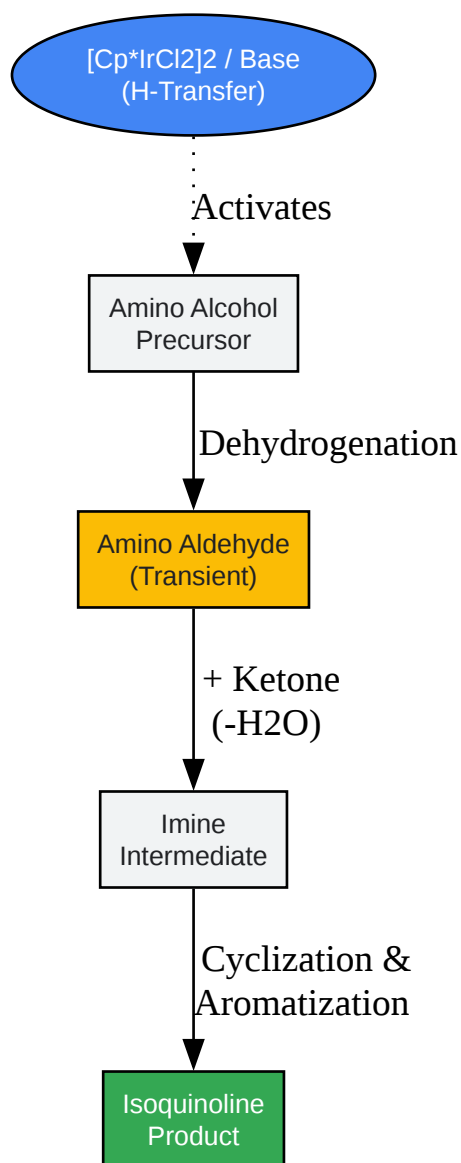 [Cp*IrCl2]2 / Base
(H-Transfer)
Activates
Amino Alcohol
Precursor
Dehydrogenation
Amino Aldehyde
(Transient)
+ Ketone
(-H2O)
Imine
Intermediate
Cyclization &
Aromatization
Isoquinoline
Product